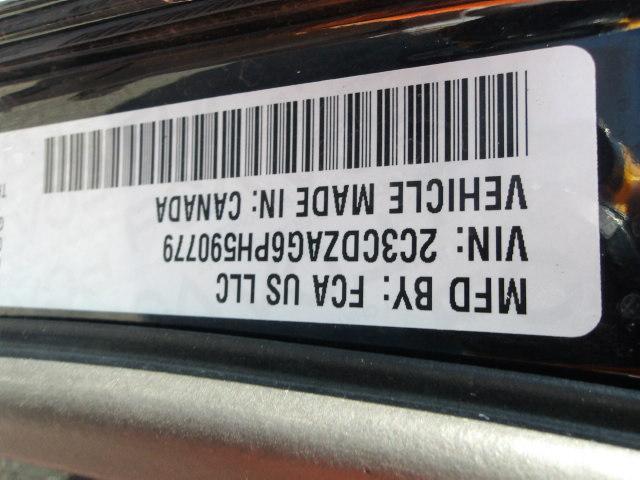 MFD BY: FCA US LLC
VIN: 2C3CDZAG6PH590779
VEHICLE MADE IN: CANADA